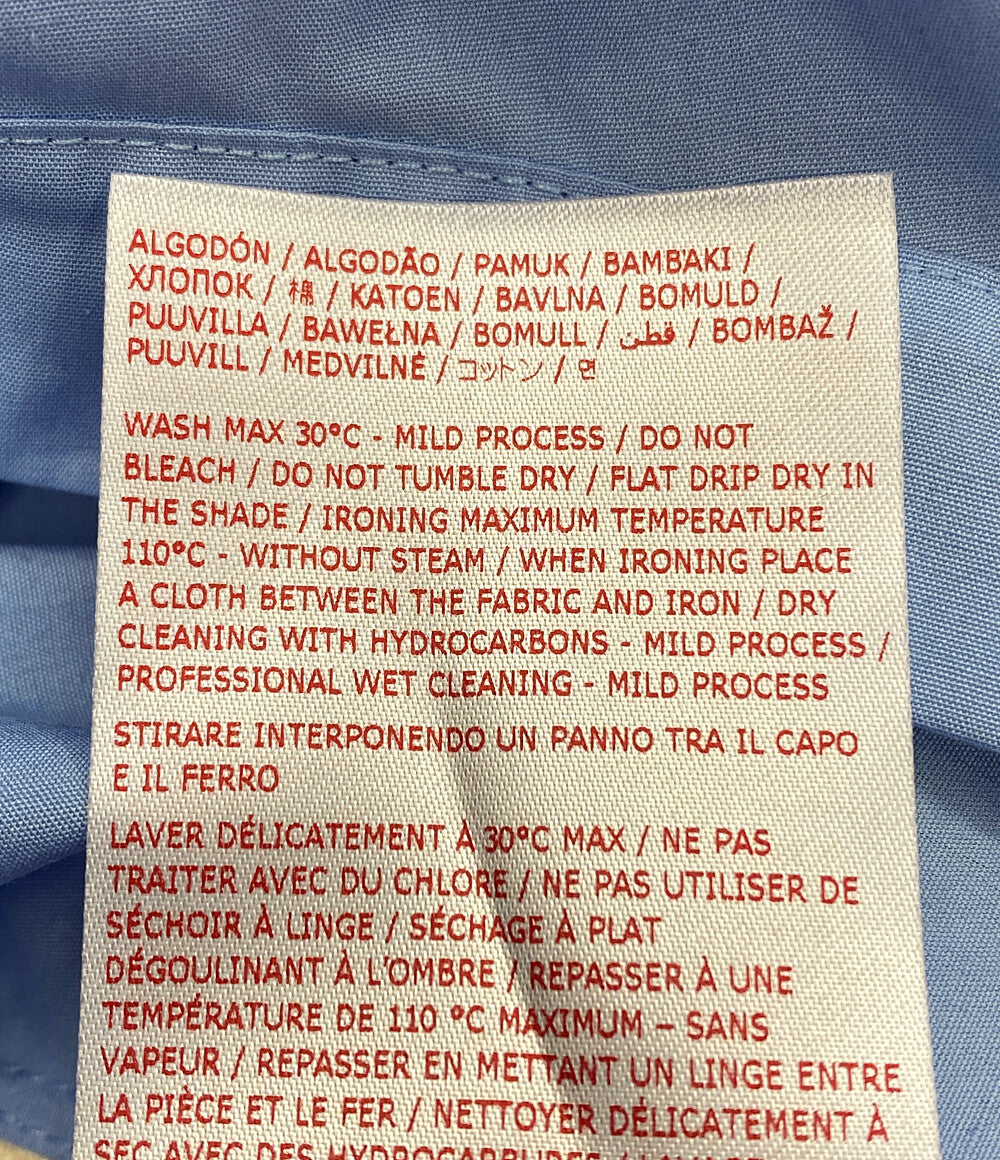 ALGODÓN / ALGODÃO / PAMUK / BAMBAKI /
ХЛОПОК / 棉 / KATOEN / BAVLNA / BOMULD /
PUUVILLA / BAWEŁNA / BOMULL / قطن / BOMBAŽ /
PUUVILL / MEDVILNĖ / コットン / 면
WASH MAX 30°C - MILD PROCESS / DO NOT
BLEACH / DO NOT TUMBLE DRY / FLAT DRIP DRY IN
THE SHADE / IRONING MAXIMUM TEMPERATURE
110°C - WITHOUT STEAM / WHEN IRONING PLACE
A CLOTH BETWEEN THE FABRIC AND IRON / DRY
CLEANING WITH HYDROCARBONS - MILD PROCESS /
PROFESSIONAL WET CLEANING - MILD PROCESS
STIRARE INTERPONENDO UN PANNO TRA IL CAPO
E IL FERRO
LAVER DÉLICATEMENT À 30°C MAX / NE PAS
TRAITER AVEC DU CHLORE / NE PAS UTILISER DE
SÉCHOIR À LINGE / SÉCHAGE À PLAT
DÉGOULINANT À L'OMBRE / REPASSER À UNE
TEMPÉRATURE DE 110 °C MAXIMUM – SANS
VAPEUR / REPASSER EN METTANT UN LINGE ENTRE
LA PIÈCE ET LE FER / NETTOYER DÉLICATEMENT À
SEC AVEC DES HYDROCARBURES /